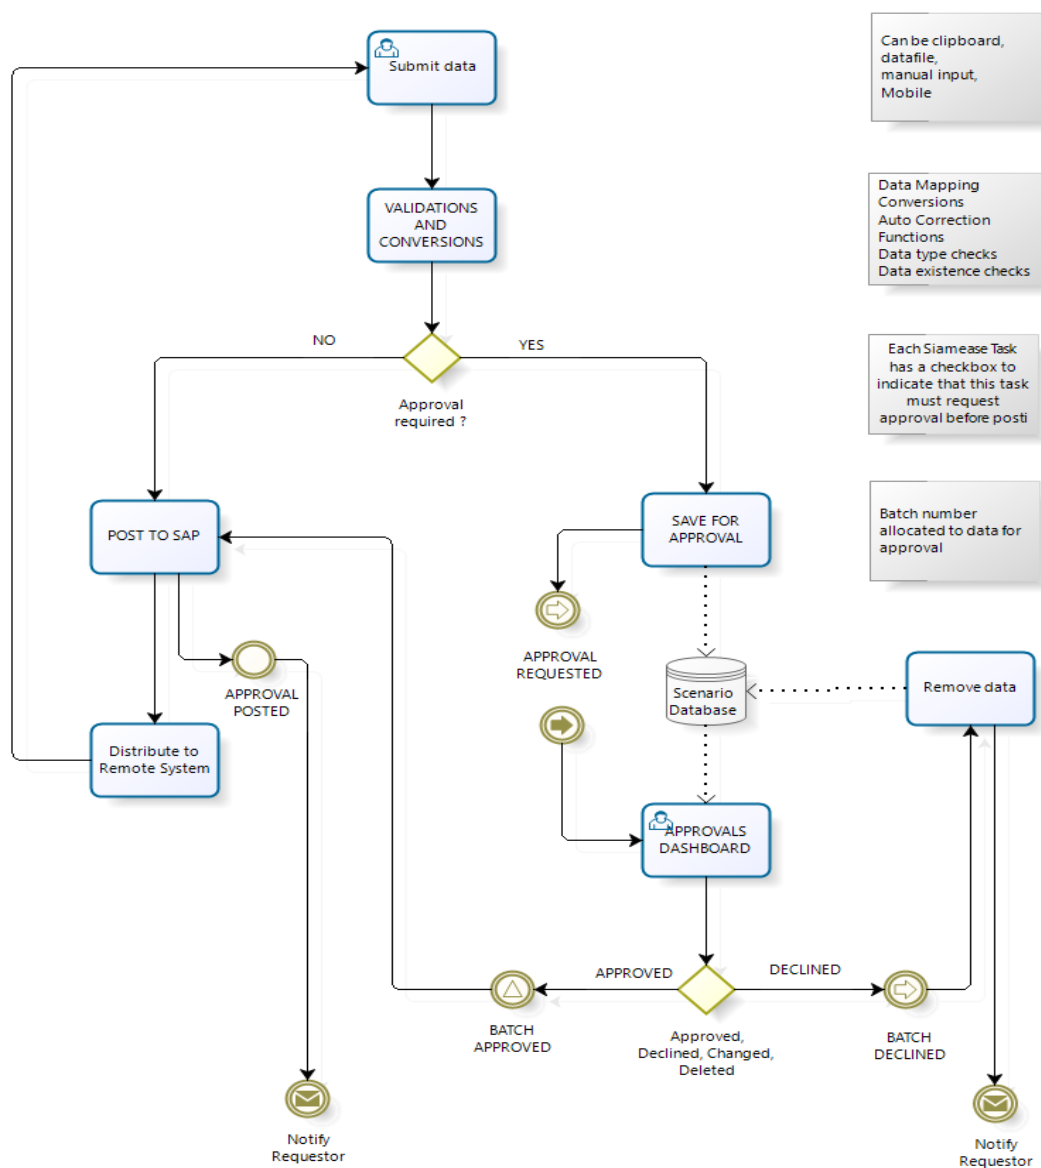 Submit data
Can be clipboard,
datafile,
manual input,
Mobile
VALIDATIONS
AND
CONVERSIONS
Data Mapping
Conversions
Auto Correction
Functions
Data type checks
Data existence checks
NO
YES
Approval
required ?
Each Siamease Task
has a checkbox to
indicate that this task
must request
approval before posti
POST TO SAP
SAVE FOR
APPROVAL
Batch number
allocated to data for
approval
APPROVAL
REQUESTED
APPROVAL
POSTED
Scenario
Database
Remove data
Distribute to
Remote System
APPROVALS
DASHBOARD
APPROVED
DECLINED
BATCH
APPROVED
Approved,
Declined, Changed,
Deleted
BATCH
DECLINED
Notify
Requestor
Notify
Requestor